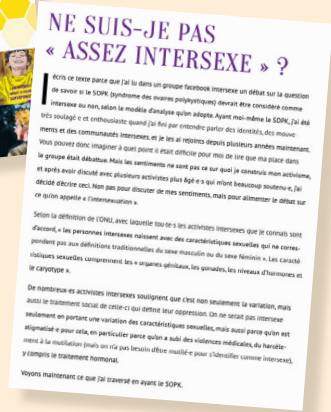 NE SUIS-JE PAS
« ASSEZ INTERSEXE » ?
J'écris ce texte parce que j'ai lu dans un groupe facebook intersexe un débat sur la question
de savoir si le SOPK (syndrome des ovaires polykystiques) devrait être considéré comme
intersexe ou non, selon le modèle d'analyse qu'on adopte. Ayant moi-même le SOPK, j'ai été
très soulagé·e et enthousiaste quand j'ai fini par entendre parler des identités, des mouve-
ments et des communautés intersexes, et je les ai rejoints depuis plusieurs années maintenant.
Vous pouvez donc imaginer à quel point il était difficile pour moi de lire que ma place dans
le groupe était débattue. Mais les sentiments ne sont pas ce sur quoi je construis mon activisme,
et après avoir discuté avec plusieurs activistes plus âgé·e·s qui m'ont beaucoup soutenu·e, j'ai
décidé d'écrire ceci. Non pas pour discuter de mes sentiments, mais pour alimenter le débat sur
ce qu'on appelle « l'intersexuation ».
Selon la définition de l'ONU, avec laquelle tou·te·s les activistes intersexes que je connais sont
d'accord, « les personnes intersexes naissent avec des caractéristiques sexuelles qui ne corres-
pondent pas aux définitions traditionnelles du sexe masculin ou du sexe féminin ». Les caracté-
ristiques sexuelles comprennent les « organes génitaux, les gonades, les niveaux d'hormones et
le caryotype ».
De nombreux·es activistes intersexes soulignent que c'est non seulement la variation, mais
aussi le traitement social de celle-ci qui définit leur oppression. On ne serait pas intersexe
seulement en portant une variation des caractéristiques sexuelles, mais aussi parce qu'on est
stigmatisé·e pour cela, en particulier parce qu'on a subi des violences médicales, du harcèle-
ment à la mutilation (mais on n'a pas besoin d'être mutilé·e pour s'identifier comme intersexe),
y compris le traitement hormonal.
Voyons maintenant ce que j'ai traversé en ayant le SOPK.